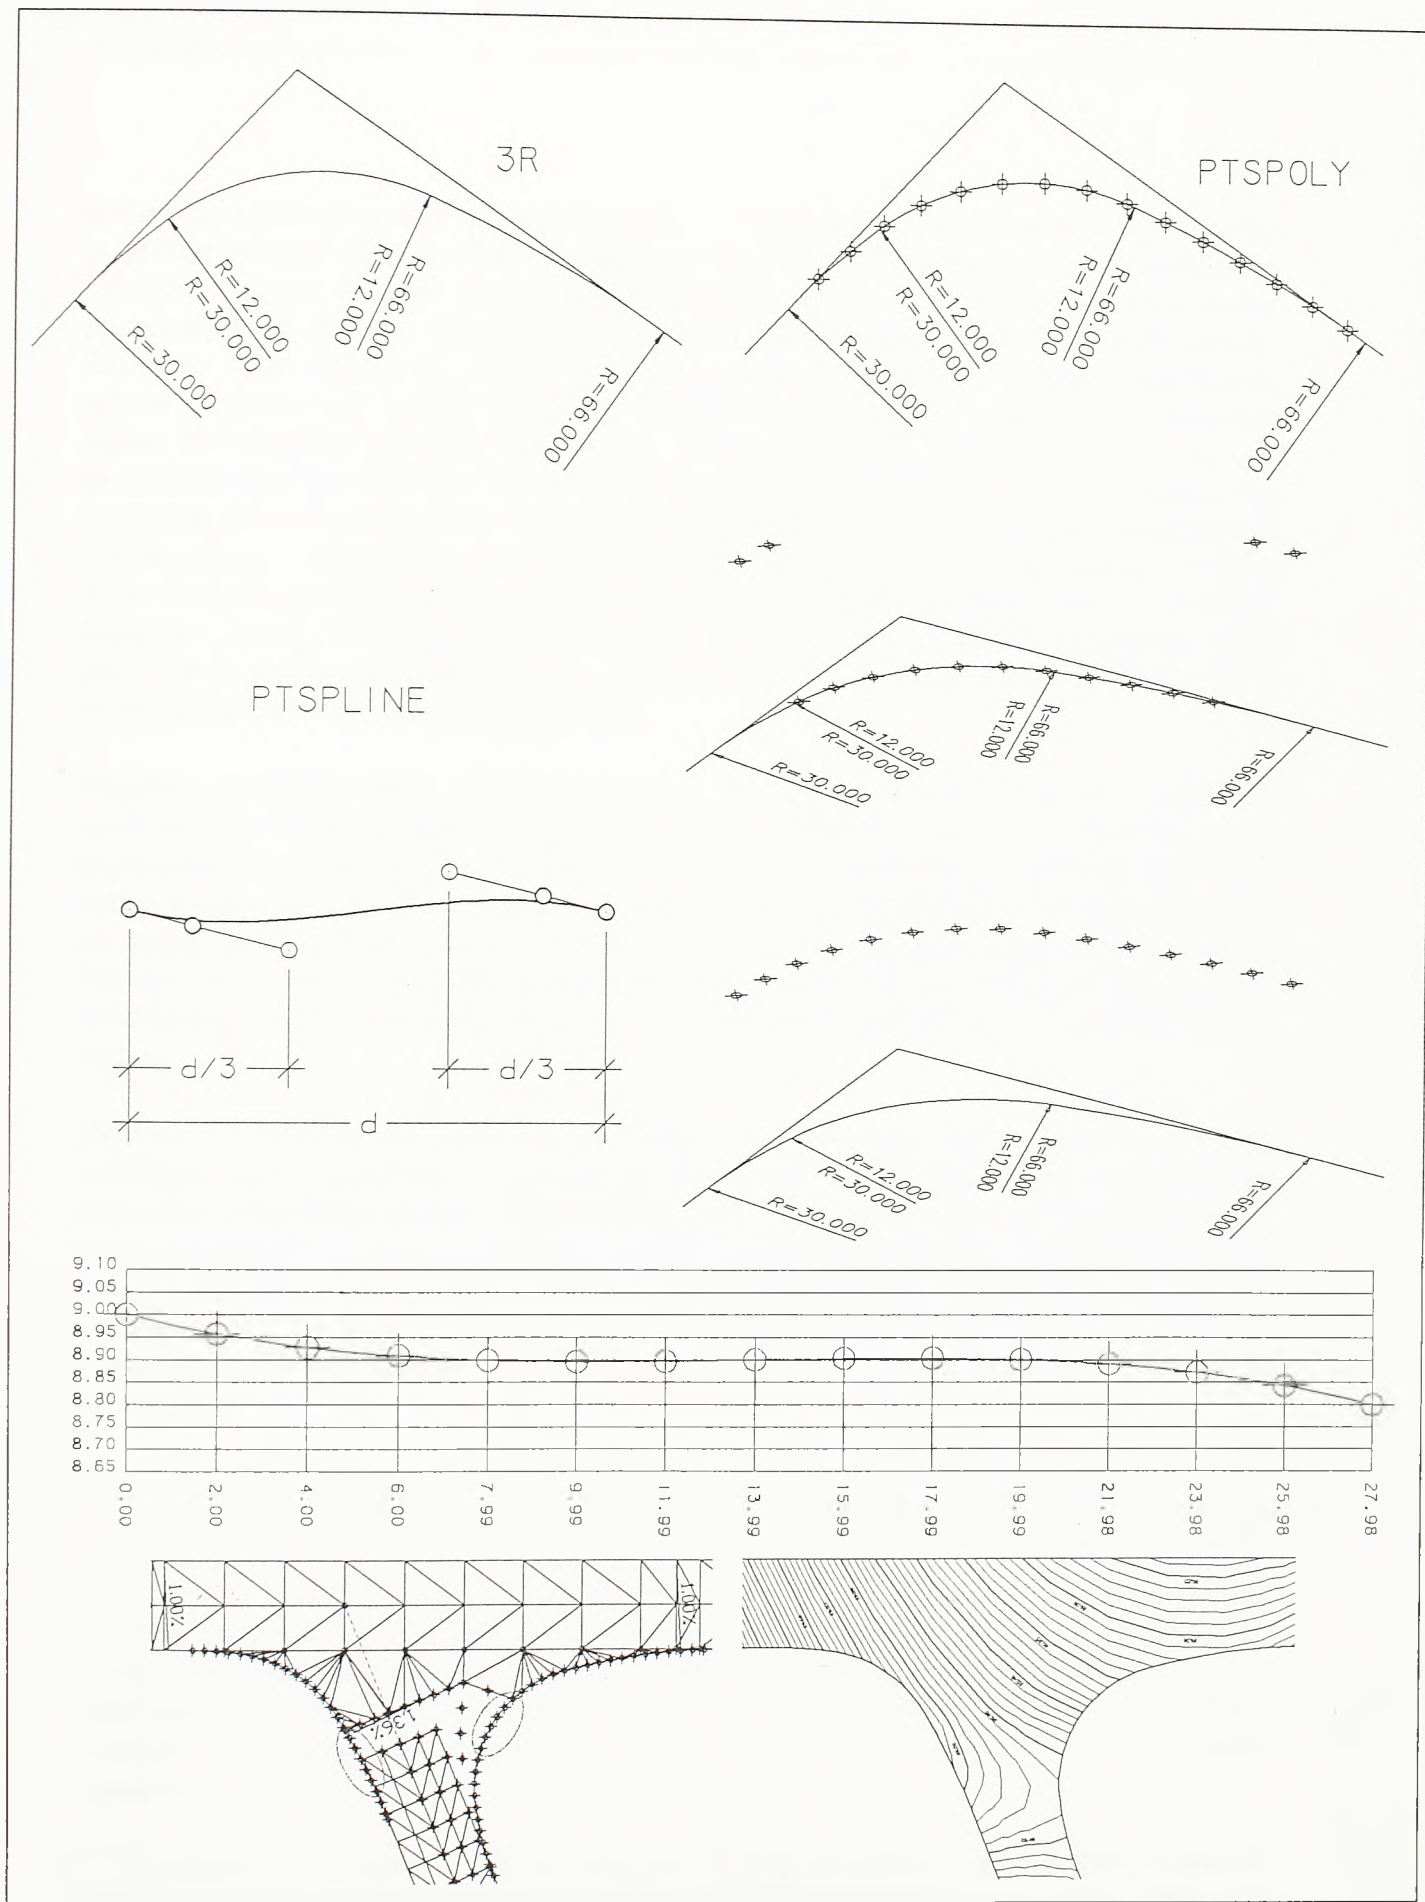 3R
R=12.000
R=30.000
R=30.000
R=66.000
R=12.000
R=66.000
PTSPOLY
R=12.000
R=30.000
R=30.000
R=66.000
R=12.000
R=66.000
PTSPLINE
R=12.000
R=30.000
R=30.000
R=66.000
R=12.000
R=66.000
d/3
d/3
d
R=12.000
R=30.000
R=30.000
R=66.000
R=12.000
R=66.000
9.10
9.05
9.00
8.95
8.90
8.85
8.80
8.75
8.70
8.65
0.00
2.00
4.00
6.00
7.99
9.99
11.99
13.99
15.99
17.99
19.99
21.98
23.98
25.98
27.98
1.00%
1.00%
1.36%